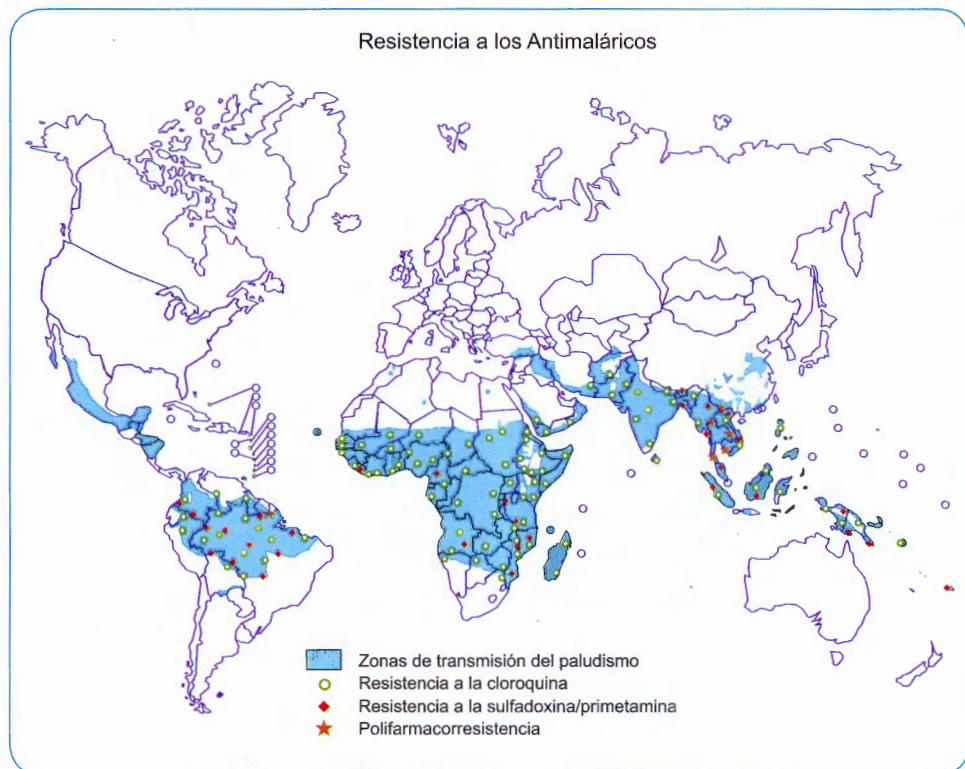 Resistencia a los Antimaláricos
Zonas de transmisión del paludismo
Resistencia a la cloroquina
Resistencia a la sulfadoxina/primetamina
Polifarmacorresistencia